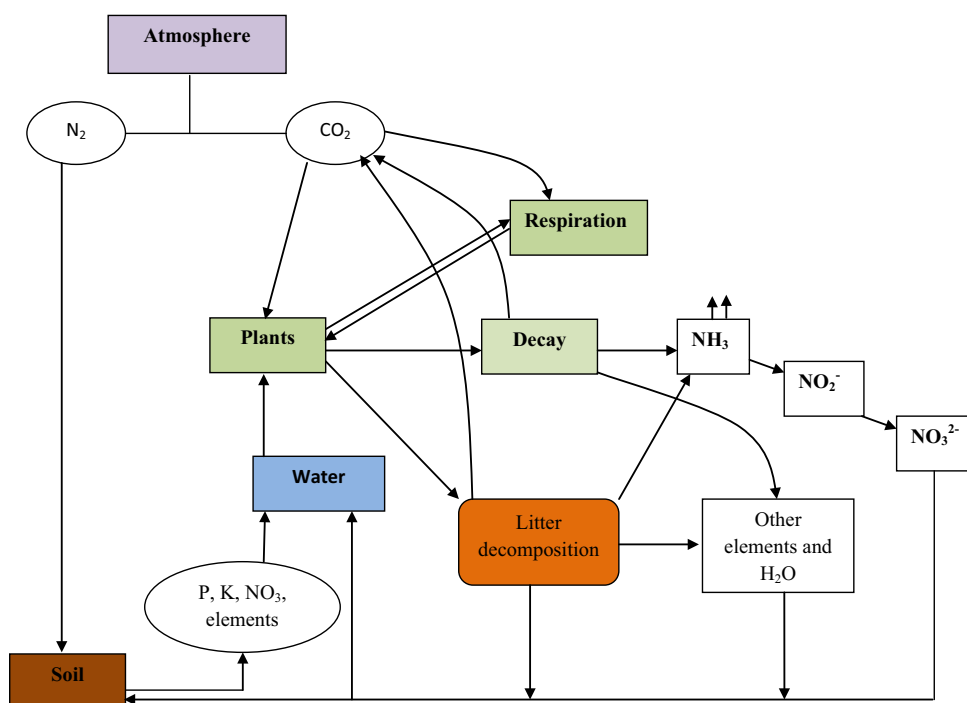 Atmosphere
N₂
CO₂
Respiration
Plants
Decay
NH₃
NO₂⁻
NO₃²⁻
Water
Litter
decomposition
Other
elements and
H₂O
P, K, NO₃,
elements
Soil